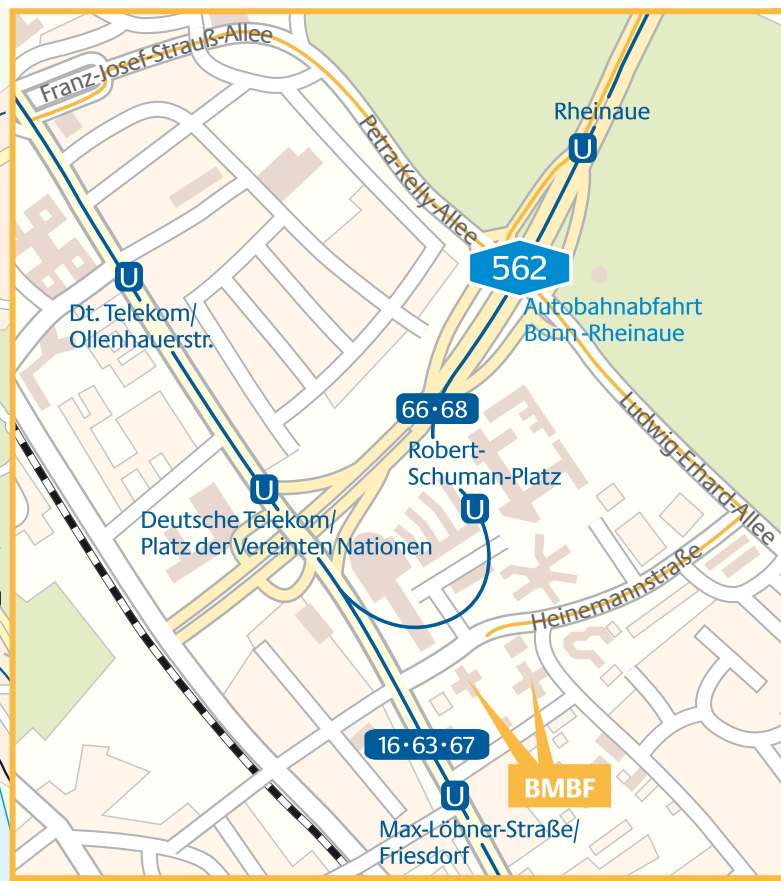 Franz-Josef-Strauß-Allee
Petra-Kelly-Allee
Rheinaue
U
562
Autobahnabfahrt
Bonn-Rheinaue
U
Dt. Telekom/
Ollenhauerstr.
66·68
Robert-
Schuman-Platz
U
Ludwig-Erhard-Allee
U
Deutsche Telekom/
Platz der Vereinten Nationen
Heinemannstraße
16·63·67
BMBF
U
Max-Löbner-Straße/
Friesdorf